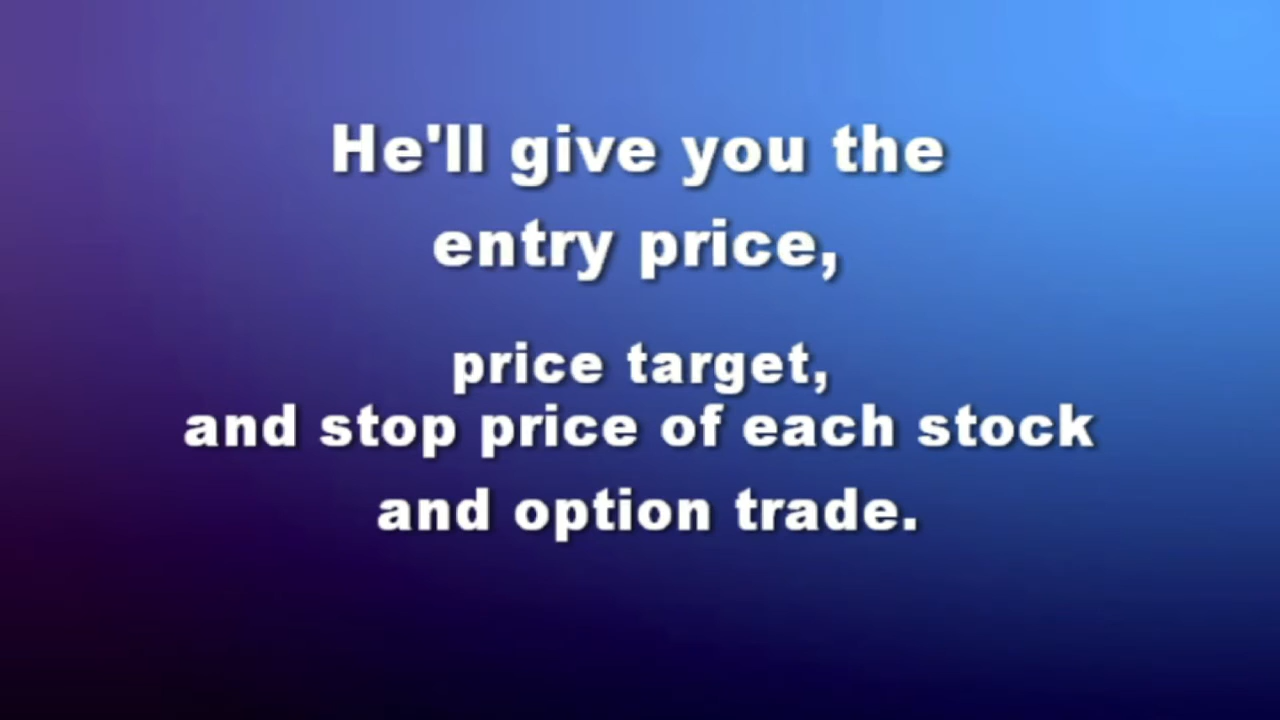 He'll give you the
entry price,
price target,
and stop price of each stock
and option trade.